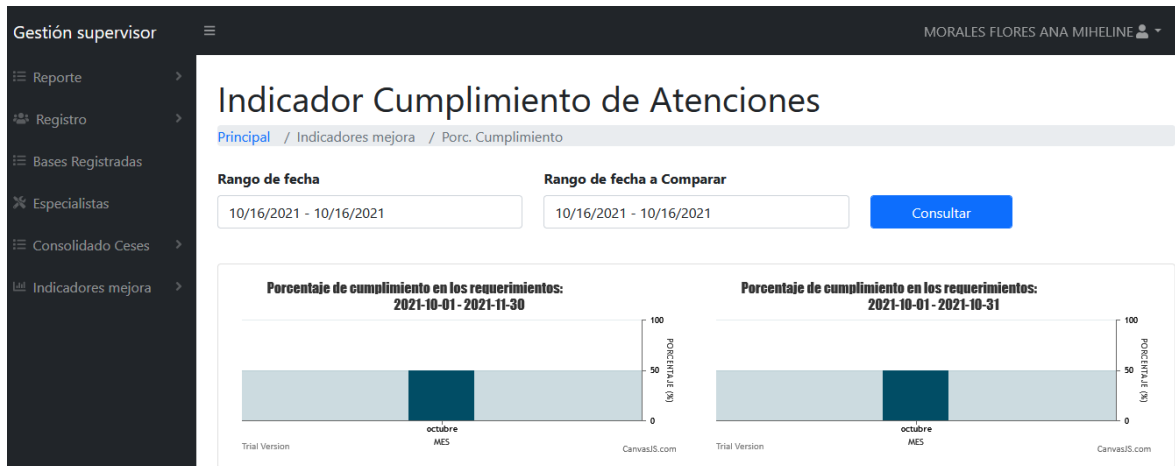 Gestión supervisor
MORALES FLORES ANA MIHELINE
Reporte
Registro
Bases Registradas
Especialistas
Consolidado Ceses
Indicadores mejora
Indicador Cumplimiento de Atenciones
Principal / Indicadores mejora / Porc. Cumplimiento
Rango de fecha
Rango de fecha a Comparar
10/16/2021 - 10/16/2021
10/16/2021 - 10/16/2021
Consultar
Porcentaje de cumplimiento en los requerimientos:
2021-10-01 - 2021-11-30
100
50
0
PORCENTAJE (%)
octubre
MES
Trial Version
CanvasJS.com
Porcentaje de cumplimiento en los requerimientos:
2021-10-01 - 2021-10-31
100
50
0
PORCENTAJE (%)
octubre
MES
Trial Version
CanvasJS.com